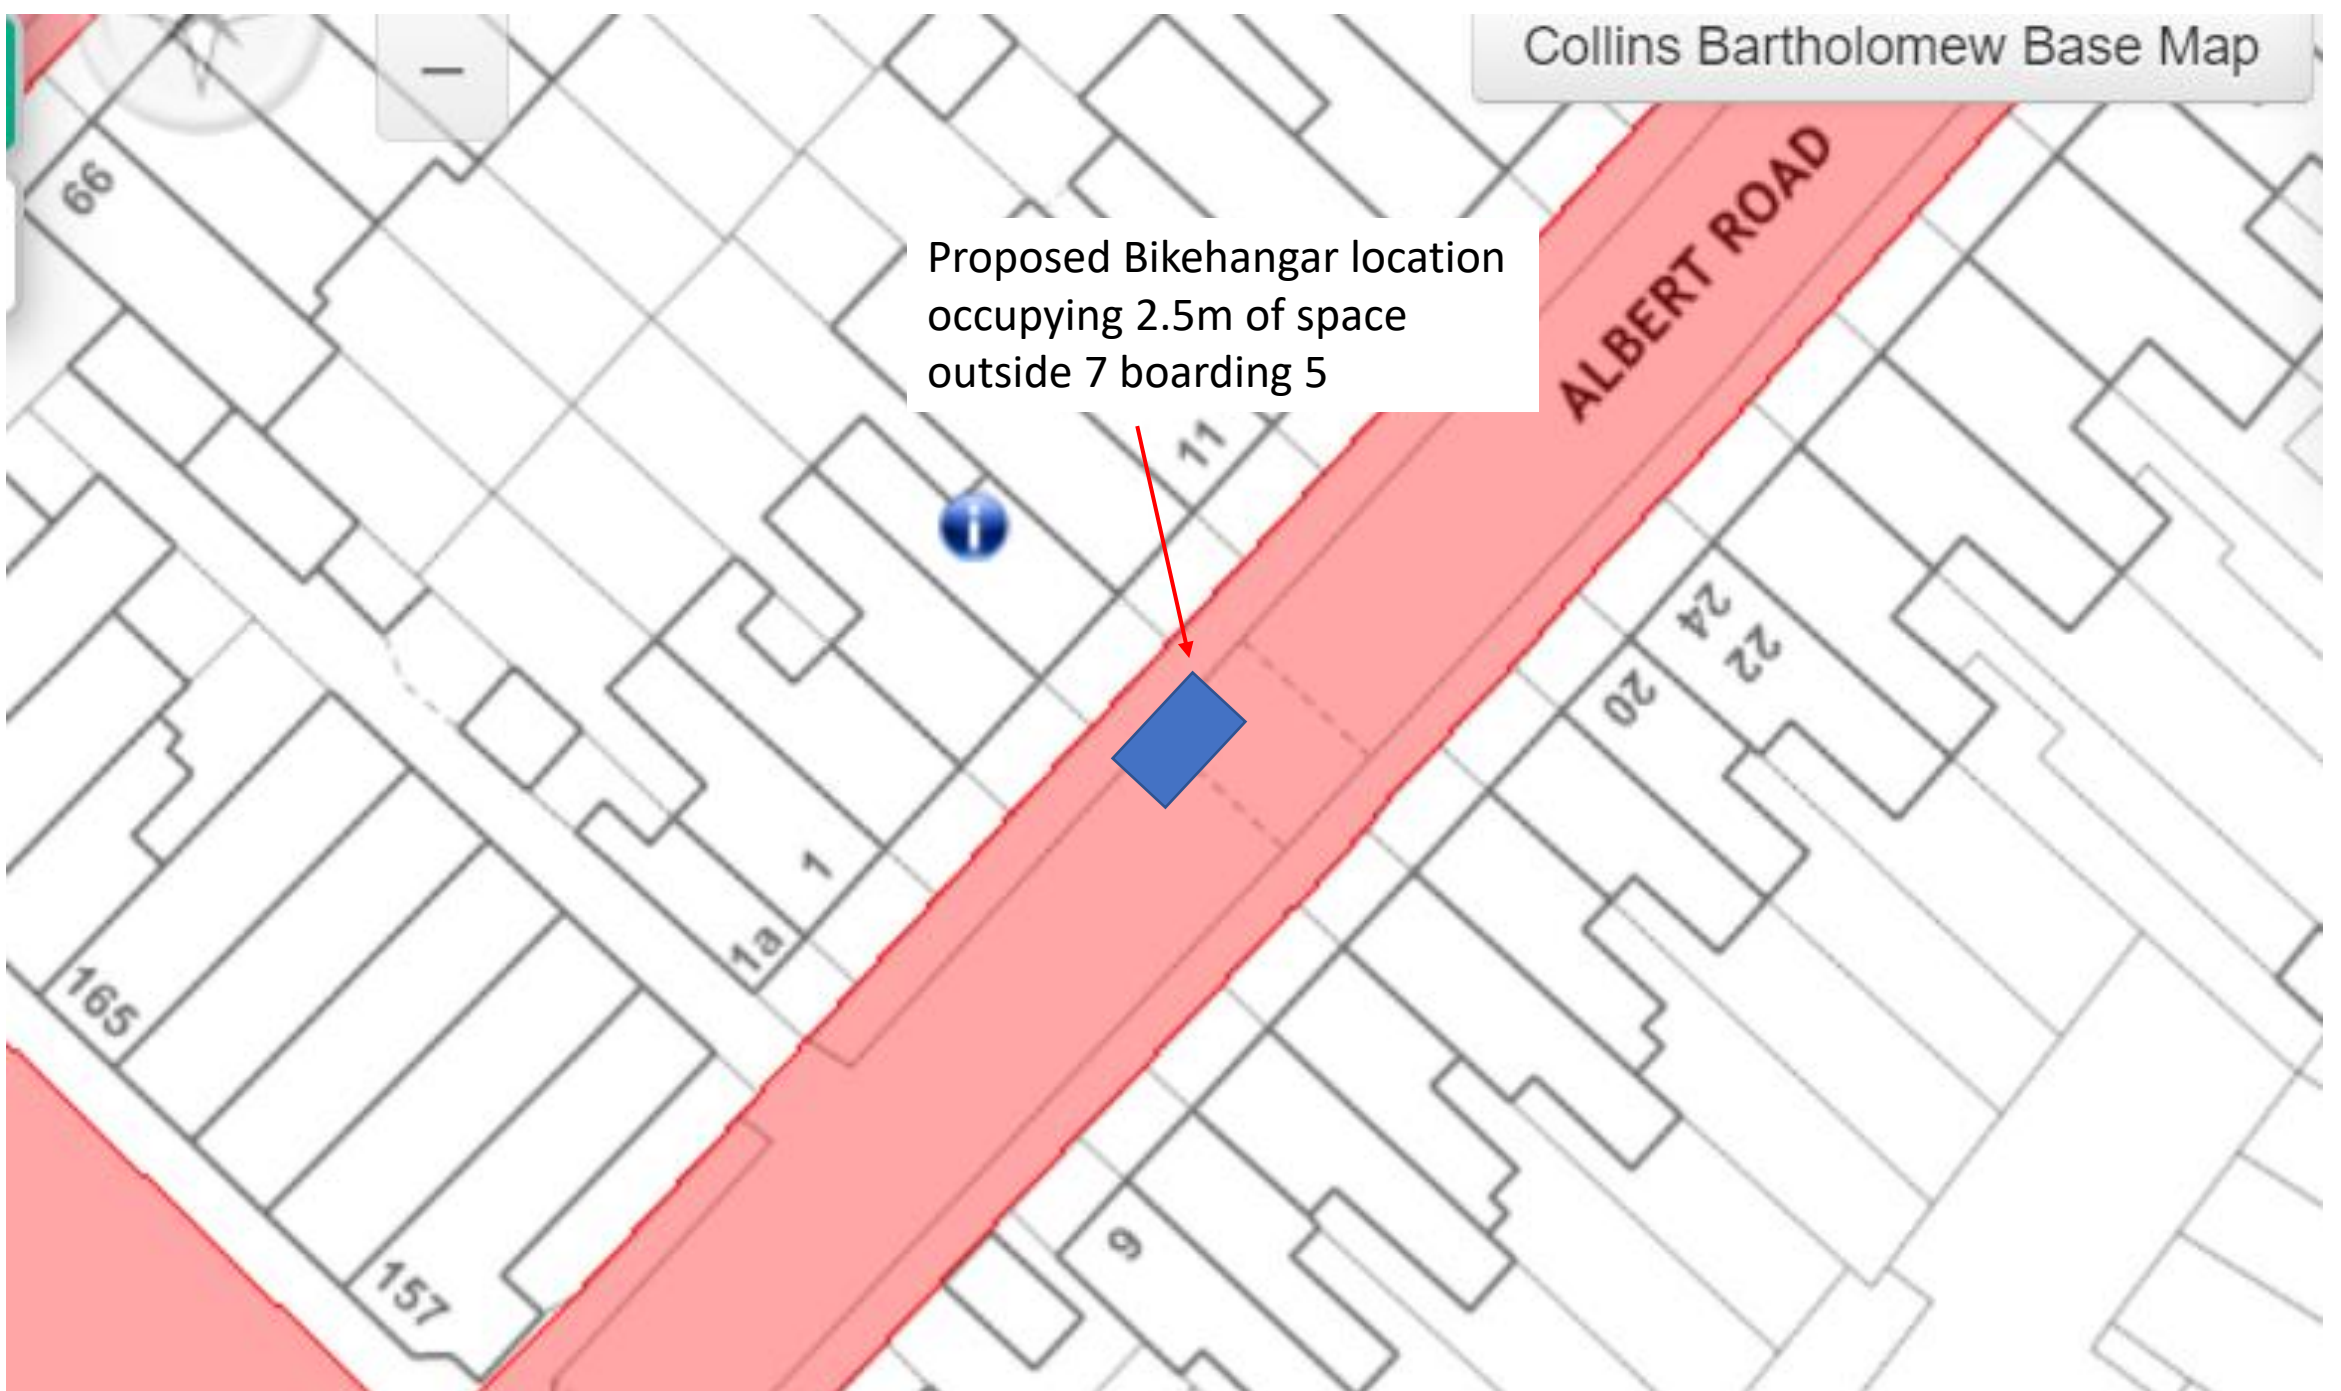 Collins Bartholomew Base Map
66
Proposed Bikehangar location
occupying 2.5m of space
outside 7 boarding 5
ALBERT ROAD
11
i
24
22
20
1
1a
165
9
157